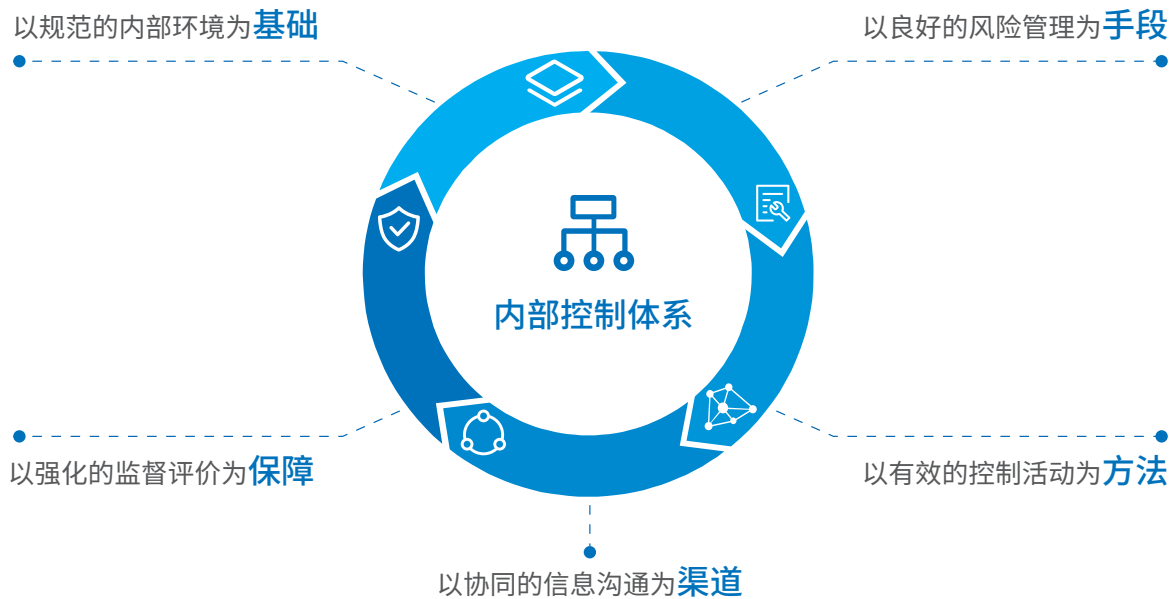 以规范的内部环境为基础
以良好的风险管理为手段
内部控制体系
以强化的监督评价为保障
以有效的控制活动为方法
以协同的信息沟通为渠道